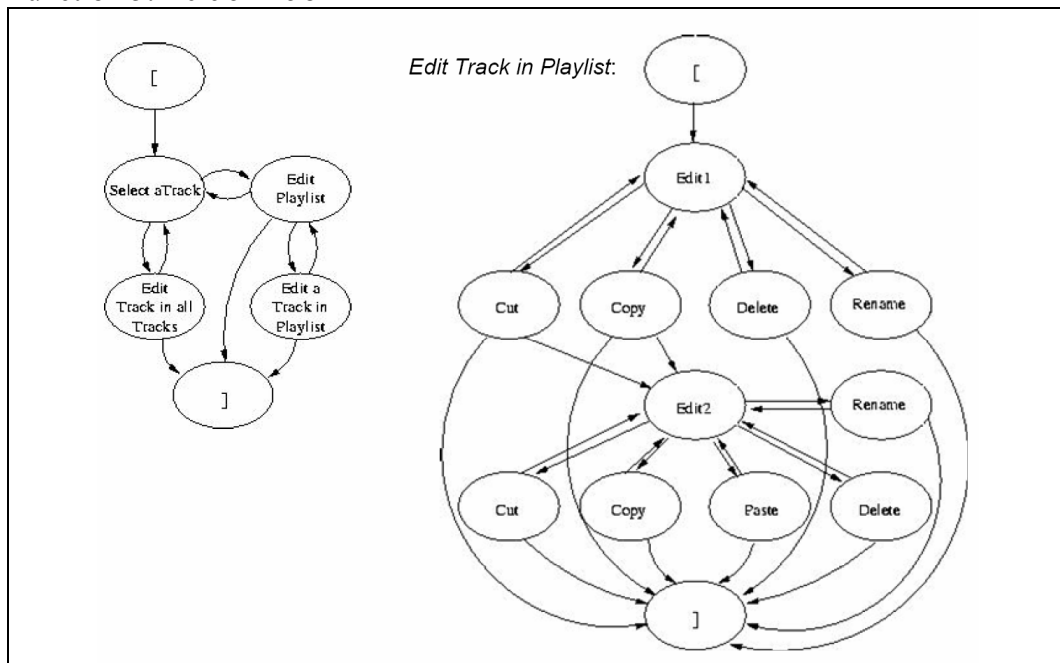 Edit Track in Playlist:
[
[
Select aTrack
Edit
Playlist
Edit
Track in all
Tracks
Edit a
Track in
Playlist
]
Edit1
Cut
Copy
Delete
Rename
Edit2
Rename
Cut
Copy
Paste
Delete
]